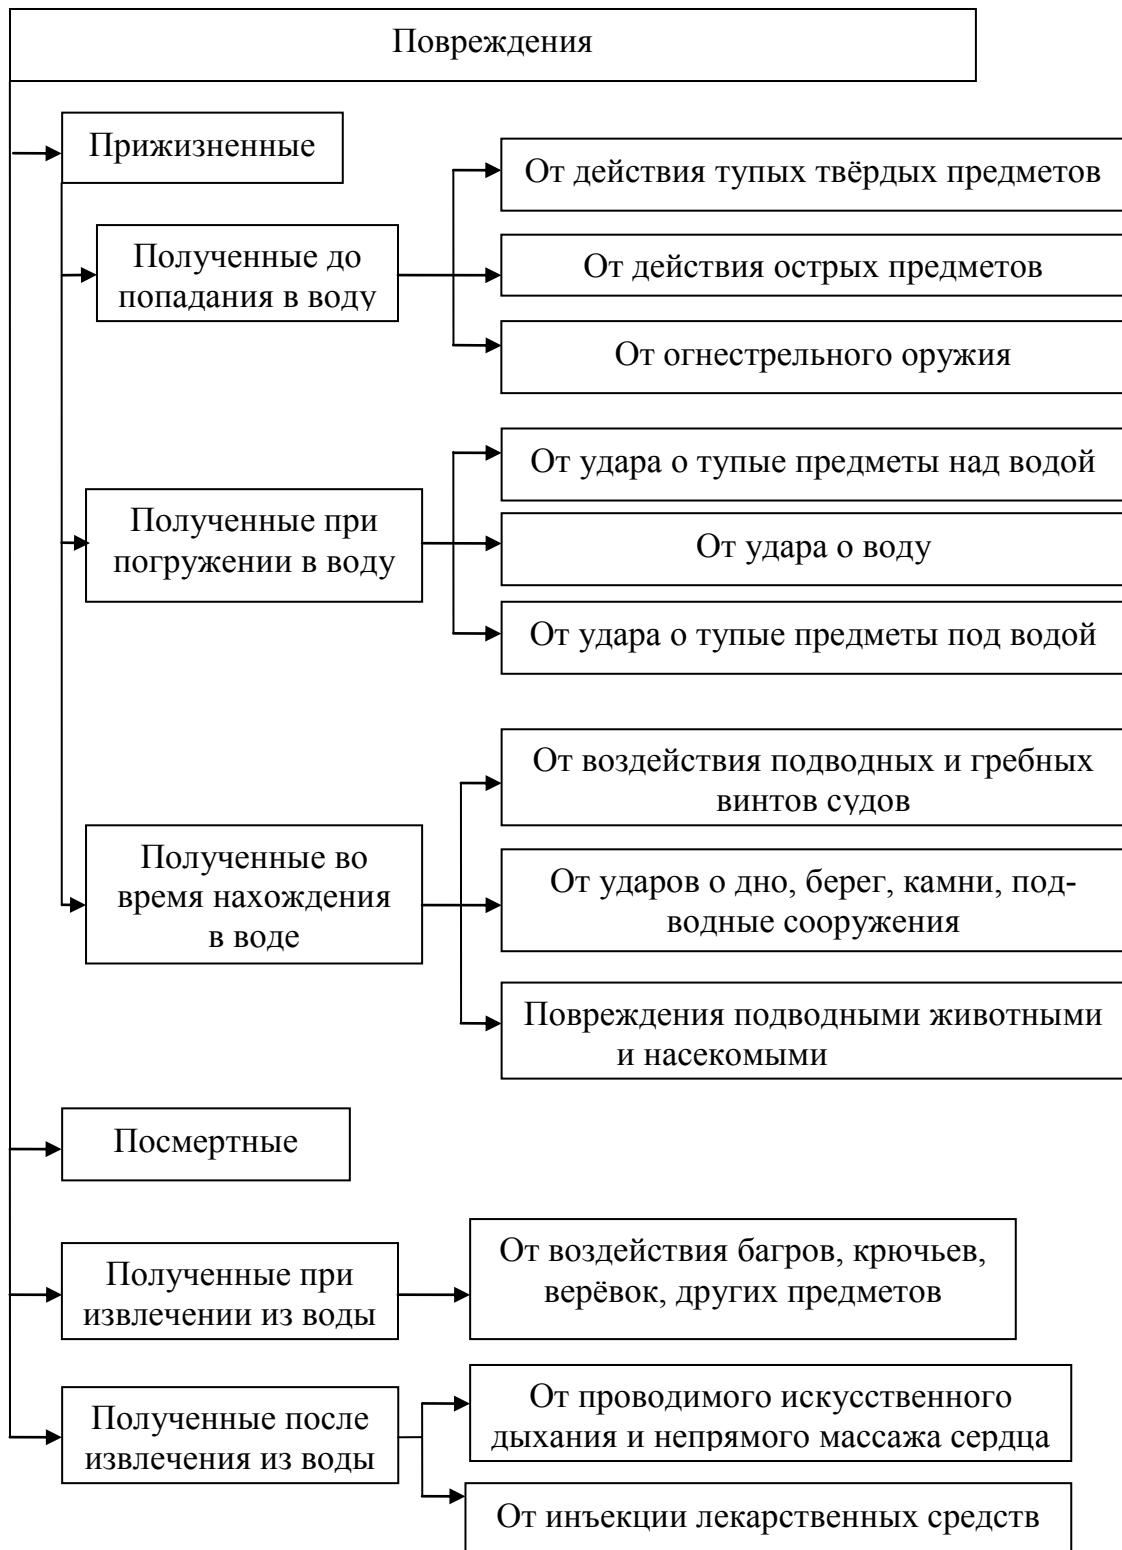 Повреждения
Прижизненные
Полученные до
попадания в воду
От действия тупых твёрдых предметов
От действия острых предметов
От огнестрельного оружия
Полученные при
погружении в воду
От удара о тупые предметы над водой
От удара о воду
От удара о тупые предметы под водой
Полученные во
время нахождения
в воде
От воздействия подводных и гребных
винтов судов
От ударов о дно, берег, камни, под-
водные сооружения
Повреждения подводными животными
и насекомыми
Посмертные
Полученные при
извлечении из воды
От воздействия багров, крючьев,
верёвок, других предметов
Полученные после
извлечения из воды
От проводимого искусственного
дыхания и непрямого массажа сердца
От инъекции лекарственных средств